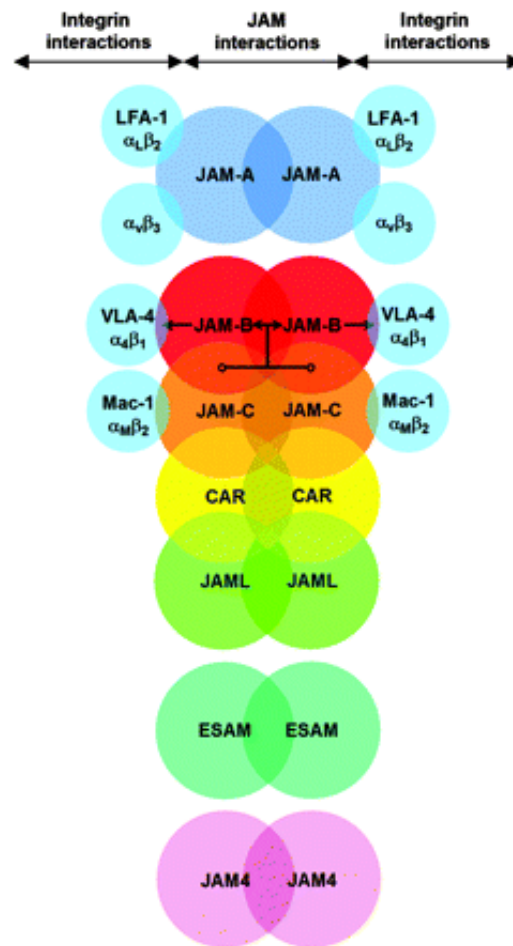 Integrin interactions
JAM interactions
Integrin interactions
LFA-1
αLβ2
JAM-A
JAM-A
LFA-1
αLβ2
αvβ3
αvβ3
VLA-4
α4β1
JAM-B
JAM-B
VLA-4
α4β1
Mac-1
αMβ2
JAM-C
JAM-C
Mac-1
αMβ2
CAR
CAR
JAML
JAML
ESAM
ESAM
JAM4
JAM4